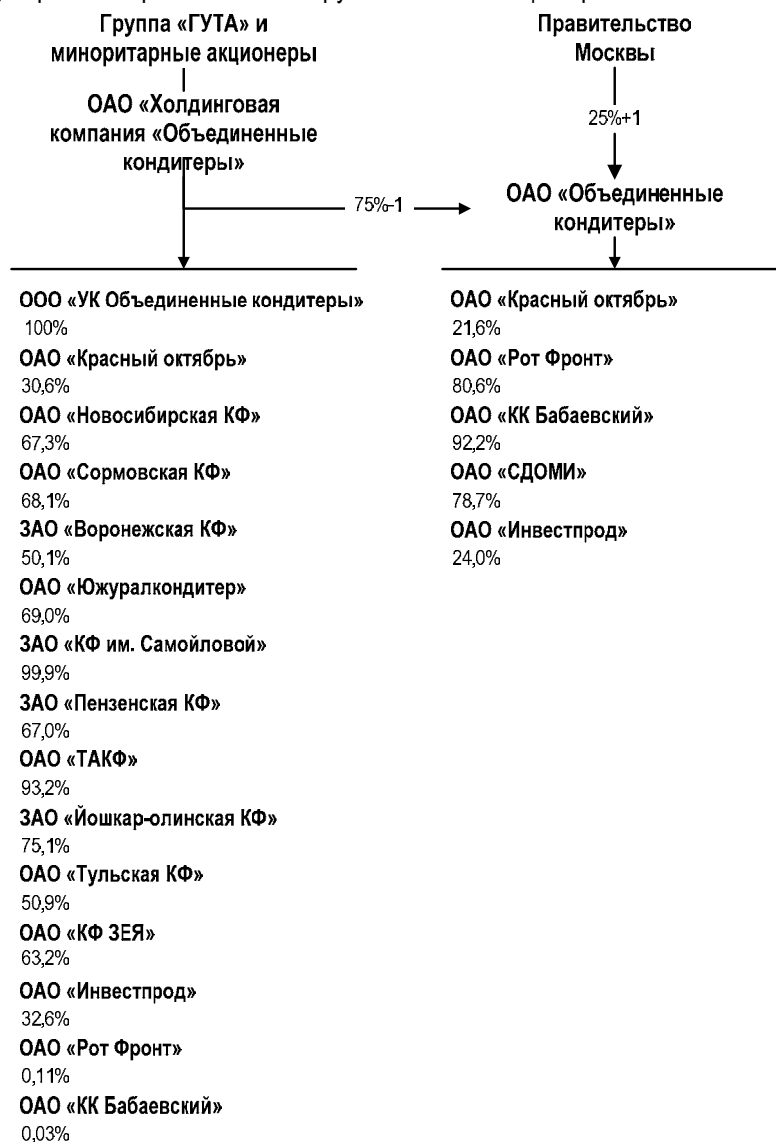 Группа «ГУТА» и
миноритарные акционеры
ОАО «Холдинговая
компания «Объединенные
кондитеры»
Правительство
Москвы
25%+1
75%-1
ОАО «Объединенные
кондитеры»
ООО «УК Объединенные кондитеры»
100%
ОАО «Красный октябрь»
30,6%
ОАО «Новосибирская КФ»
67,3%
ОАО «Сормовская КФ»
68,1%
ЗАО «Воронежская КФ»
50,1%
ОАО «Южуралкондитер»
69,0%
ЗАО «КФ им. Самойловой»
99,9%
ЗАО «Пензенская КФ»
67,0%
ОАО «ТАКФ»
93,2%
ЗАО «Йошкар-олинская КФ»
75,1%
ОАО «Тульская КФ»
50,9%
ОАО «КФ ЗЕЯ»
63,2%
ОАО «Инвестпрод»
32,6%
ОАО «Рот Фронт»
0,11%
ОАО «КК Бабаевский»
0,03%
ОАО «Красный октябрь»
21,6%
ОАО «Рот Фронт»
80,6%
ОАО «КК Бабаевский»
92,2%
ОАО «СДОМИ»
78,7%
ОАО «Инвестпрод»
24,0%